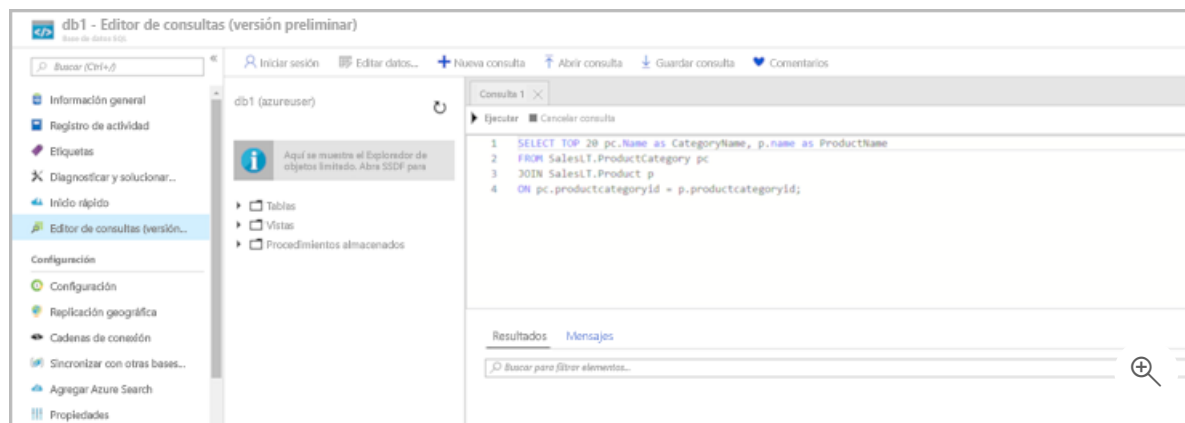 db1 - Editor de consultas (versión preliminar)
Base de datos SQL
Buscar (Ctrl+/)
Información general
Registro de actividad
Etiquetas
Diagnosticar y solucionar...
Inicio rápido
Editor de consultas (versión...
Configuración
Configuración
Replicación geográfica
Cadenas de conexión
Sincronizar con otras bases...
Agregar Azure Search
Propiedades
Iniciar sesión Editar datos... Nueva consulta Abrir consulta Guardar consulta Comentarios
db1 (azureuser)
Aquí se muestra el Explorador de
objetos limitado. Abra SSDF para
Tablas
Vistas
Procedimientos almacenados
Consulta 1
Ejecutar Cancelar consulta
1 SELECT TOP 20 pc.Name as CategoryName, p.name as ProductName
2 FROM SalesLT.ProductCategory pc
3 JOIN SalesLT.Product p
4 ON pc.productcategoryid = p.productcategoryid;
Resultados Mensajes
Buscar para filtrar elementos...